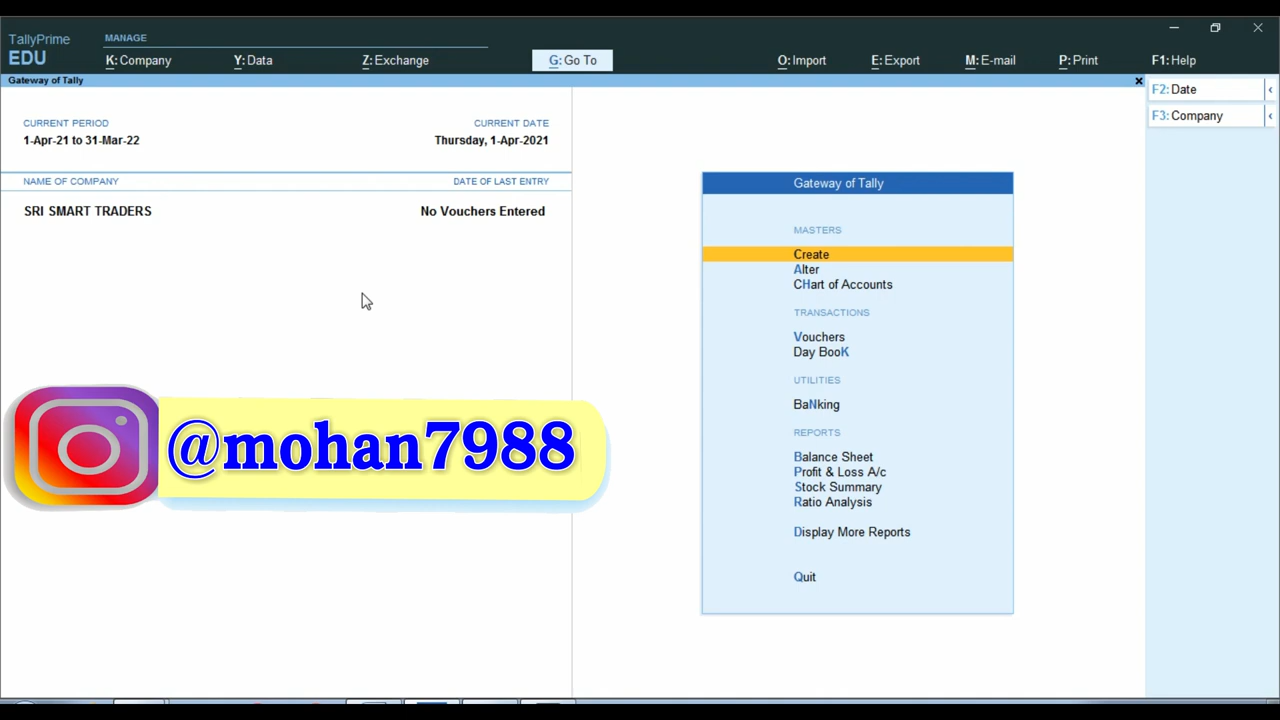 TallyPrime
EDU
MANAGE
K: Company
Y: Data
Z: Exchange
G: Go To
O: Import
E: Export
M: E-mail
P: Print
F1: Help
Gateway of Tally
F2: Date
F3: Company
CURRENT PERIOD
CURRENT DATE
1-Apr-21 to 31-Mar-22
Thursday, 1-Apr-2021
NAME OF COMPANY
DATE OF LAST ENTRY
SRI SMART TRADERS
No Vouchers Entered
@mohan7988
Gateway of Tally
MASTERS
Create
Alter
CHart of Accounts
TRANSACTIONS
Vouchers
Day BooK
UTILITIES
BaNking
REPORTS
Balance Sheet
Profit & Loss A/c
Stock Summary
Ratio Analysis
Display More Reports
Quit